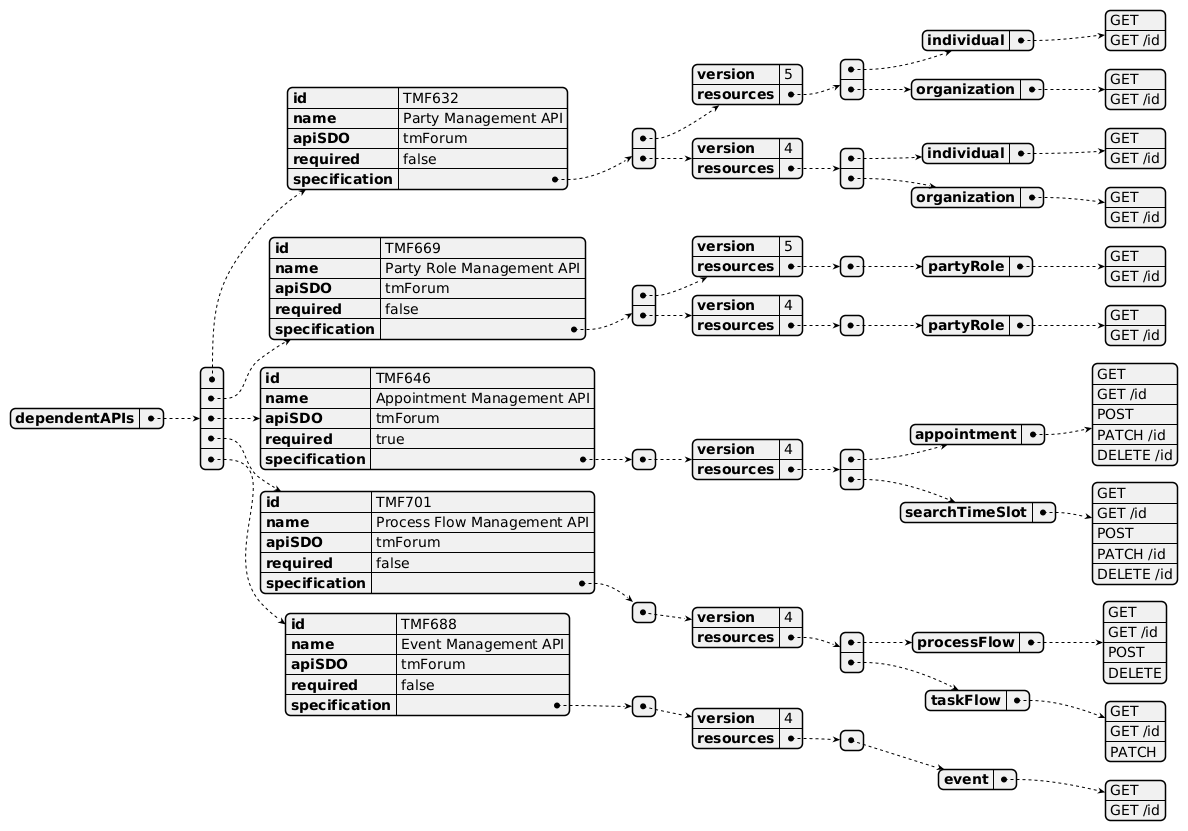 dependentAPIs
id TMF632
name Party Management API
apiSDO tmForum
required false
specification
version 5
resources
individual
GET
GET /id
organization
GET
GET /id
version 4
resources
individual
GET
GET /id
organization
GET
GET /id
id TMF669
name Party Role Management API
apiSDO tmForum
required false
specification
version 5
resources
partyRole
GET
GET /id
version 4
resources
partyRole
GET
GET /id
id TMF646
name Appointment Management API
apiSDO tmForum
required true
specification
version 4
resources
appointment
GET
GET /id
POST
PATCH /id
DELETE /id
searchTimeSlot
GET
GET /id
POST
PATCH /id
DELETE /id
id TMF701
name Process Flow Management API
apiSDO tmForum
required false
specification
version 4
resources
processFlow
GET
GET /id
POST
DELETE
taskFlow
GET
GET /id
PATCH
id TMF688
name Event Management API
apiSDO tmForum
required false
specification
version 4
resources
event
GET
GET /id